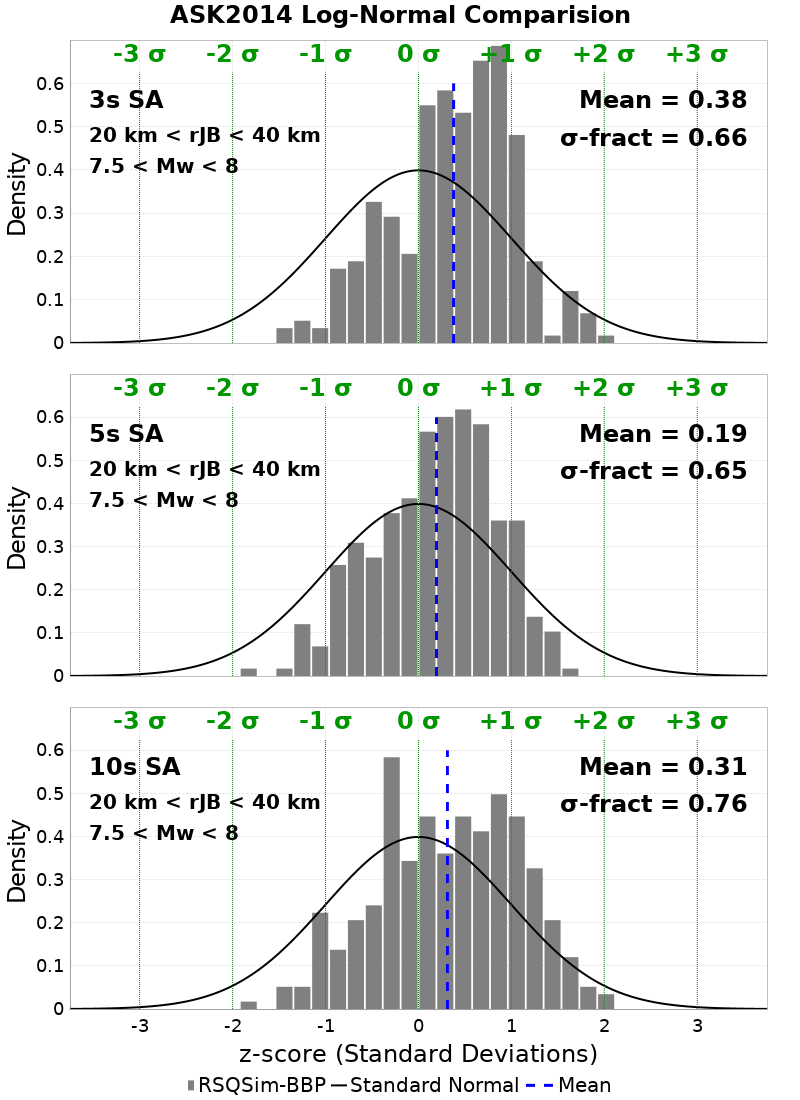 ASK2014 Log-Normal Comparision
-3 σ -2 σ -1 σ 0 σ +1 σ +2 σ +3 σ
3s SA
20 km < rJB < 40 km
7.5 < Mw < 8
Mean = 0.38
σ-fract = 0.66
Density
0.6
0.5
0.4
0.3
0.2
0.1
0
-3 σ -2 σ -1 σ 0 σ +1 σ +2 σ +3 σ
5s SA
20 km < rJB < 40 km
7.5 < Mw < 8
Mean = 0.19
σ-fract = 0.65
Density
0.6
0.5
0.4
0.3
0.2
0.1
0
-3 σ -2 σ -1 σ 0 σ +1 σ +2 σ +3 σ
10s SA
20 km < rJB < 40 km
7.5 < Mw < 8
Mean = 0.31
σ-fract = 0.76
Density
0.6
0.5
0.4
0.3
0.2
0.1
0
-3 -2 -1 0 1 2 3
z-score (Standard Deviations)
RSQSim-BBP Standard Normal Mean